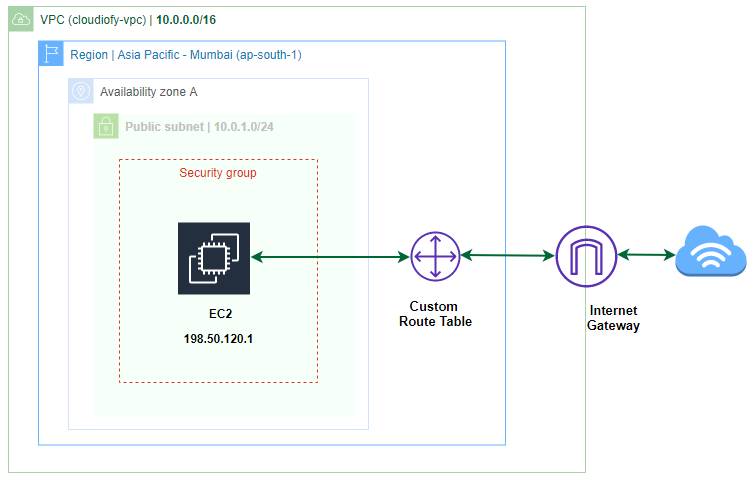 VPC (cloudiofy-vpc) | 10.0.0.0/16
Region | Asia Pacific - Mumbai (ap-south-1)
Availability zone A
Public subnet | 10.0.1.0/24
Security group
EC2
198.50.120.1
Custom
Route Table
Internet
Gateway